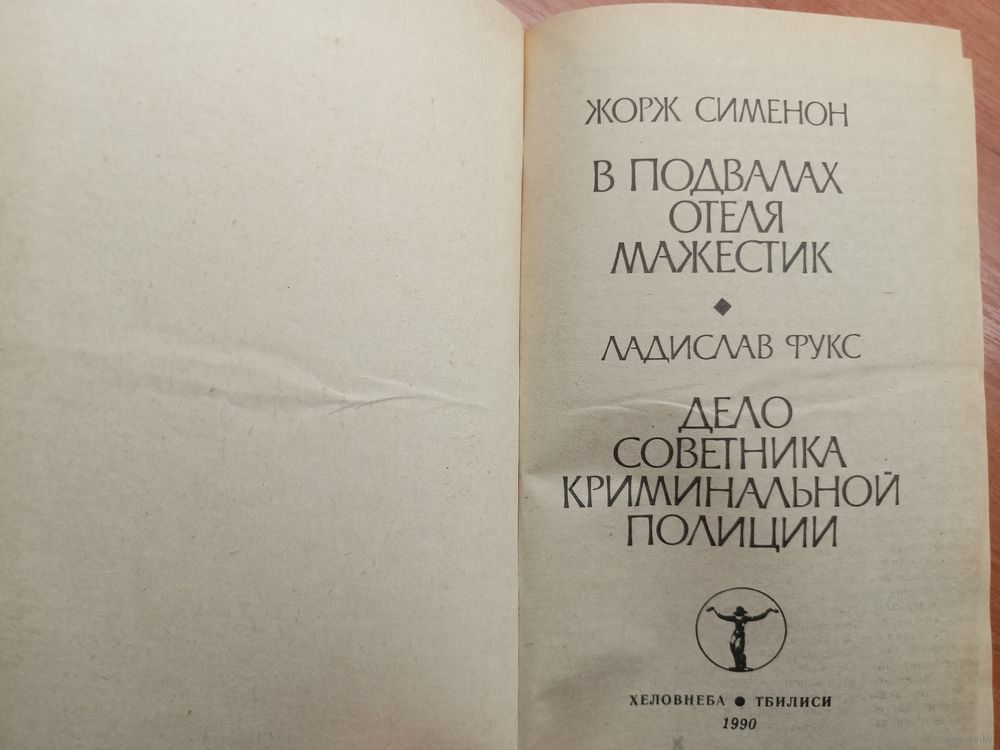 ЖОРЖ СИМЕНОН
В ПОДВАЛАХ
ОТЕЛЯ
МАЖЕСТИК
ЛАДИСЛАВ ФУКС
ДЕЛО
СОВЕТНИКА
КРИМИНАЛЬНОЙ
ПОЛИЦИИ
ХЕЛОВНЕБА ● ТБИЛИСИ
1990